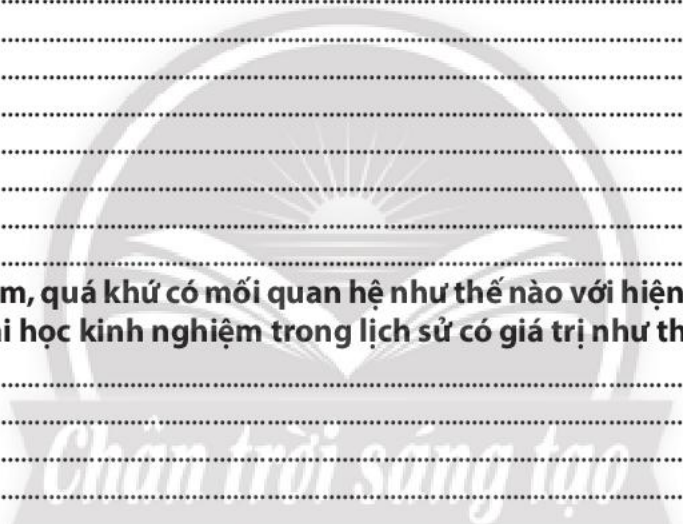 m, quá khứ có mối quan hệ như thế nào với hiện
i học kinh nghiệm trong lịch sử có giá trị như th
Chân trời sáng tạo